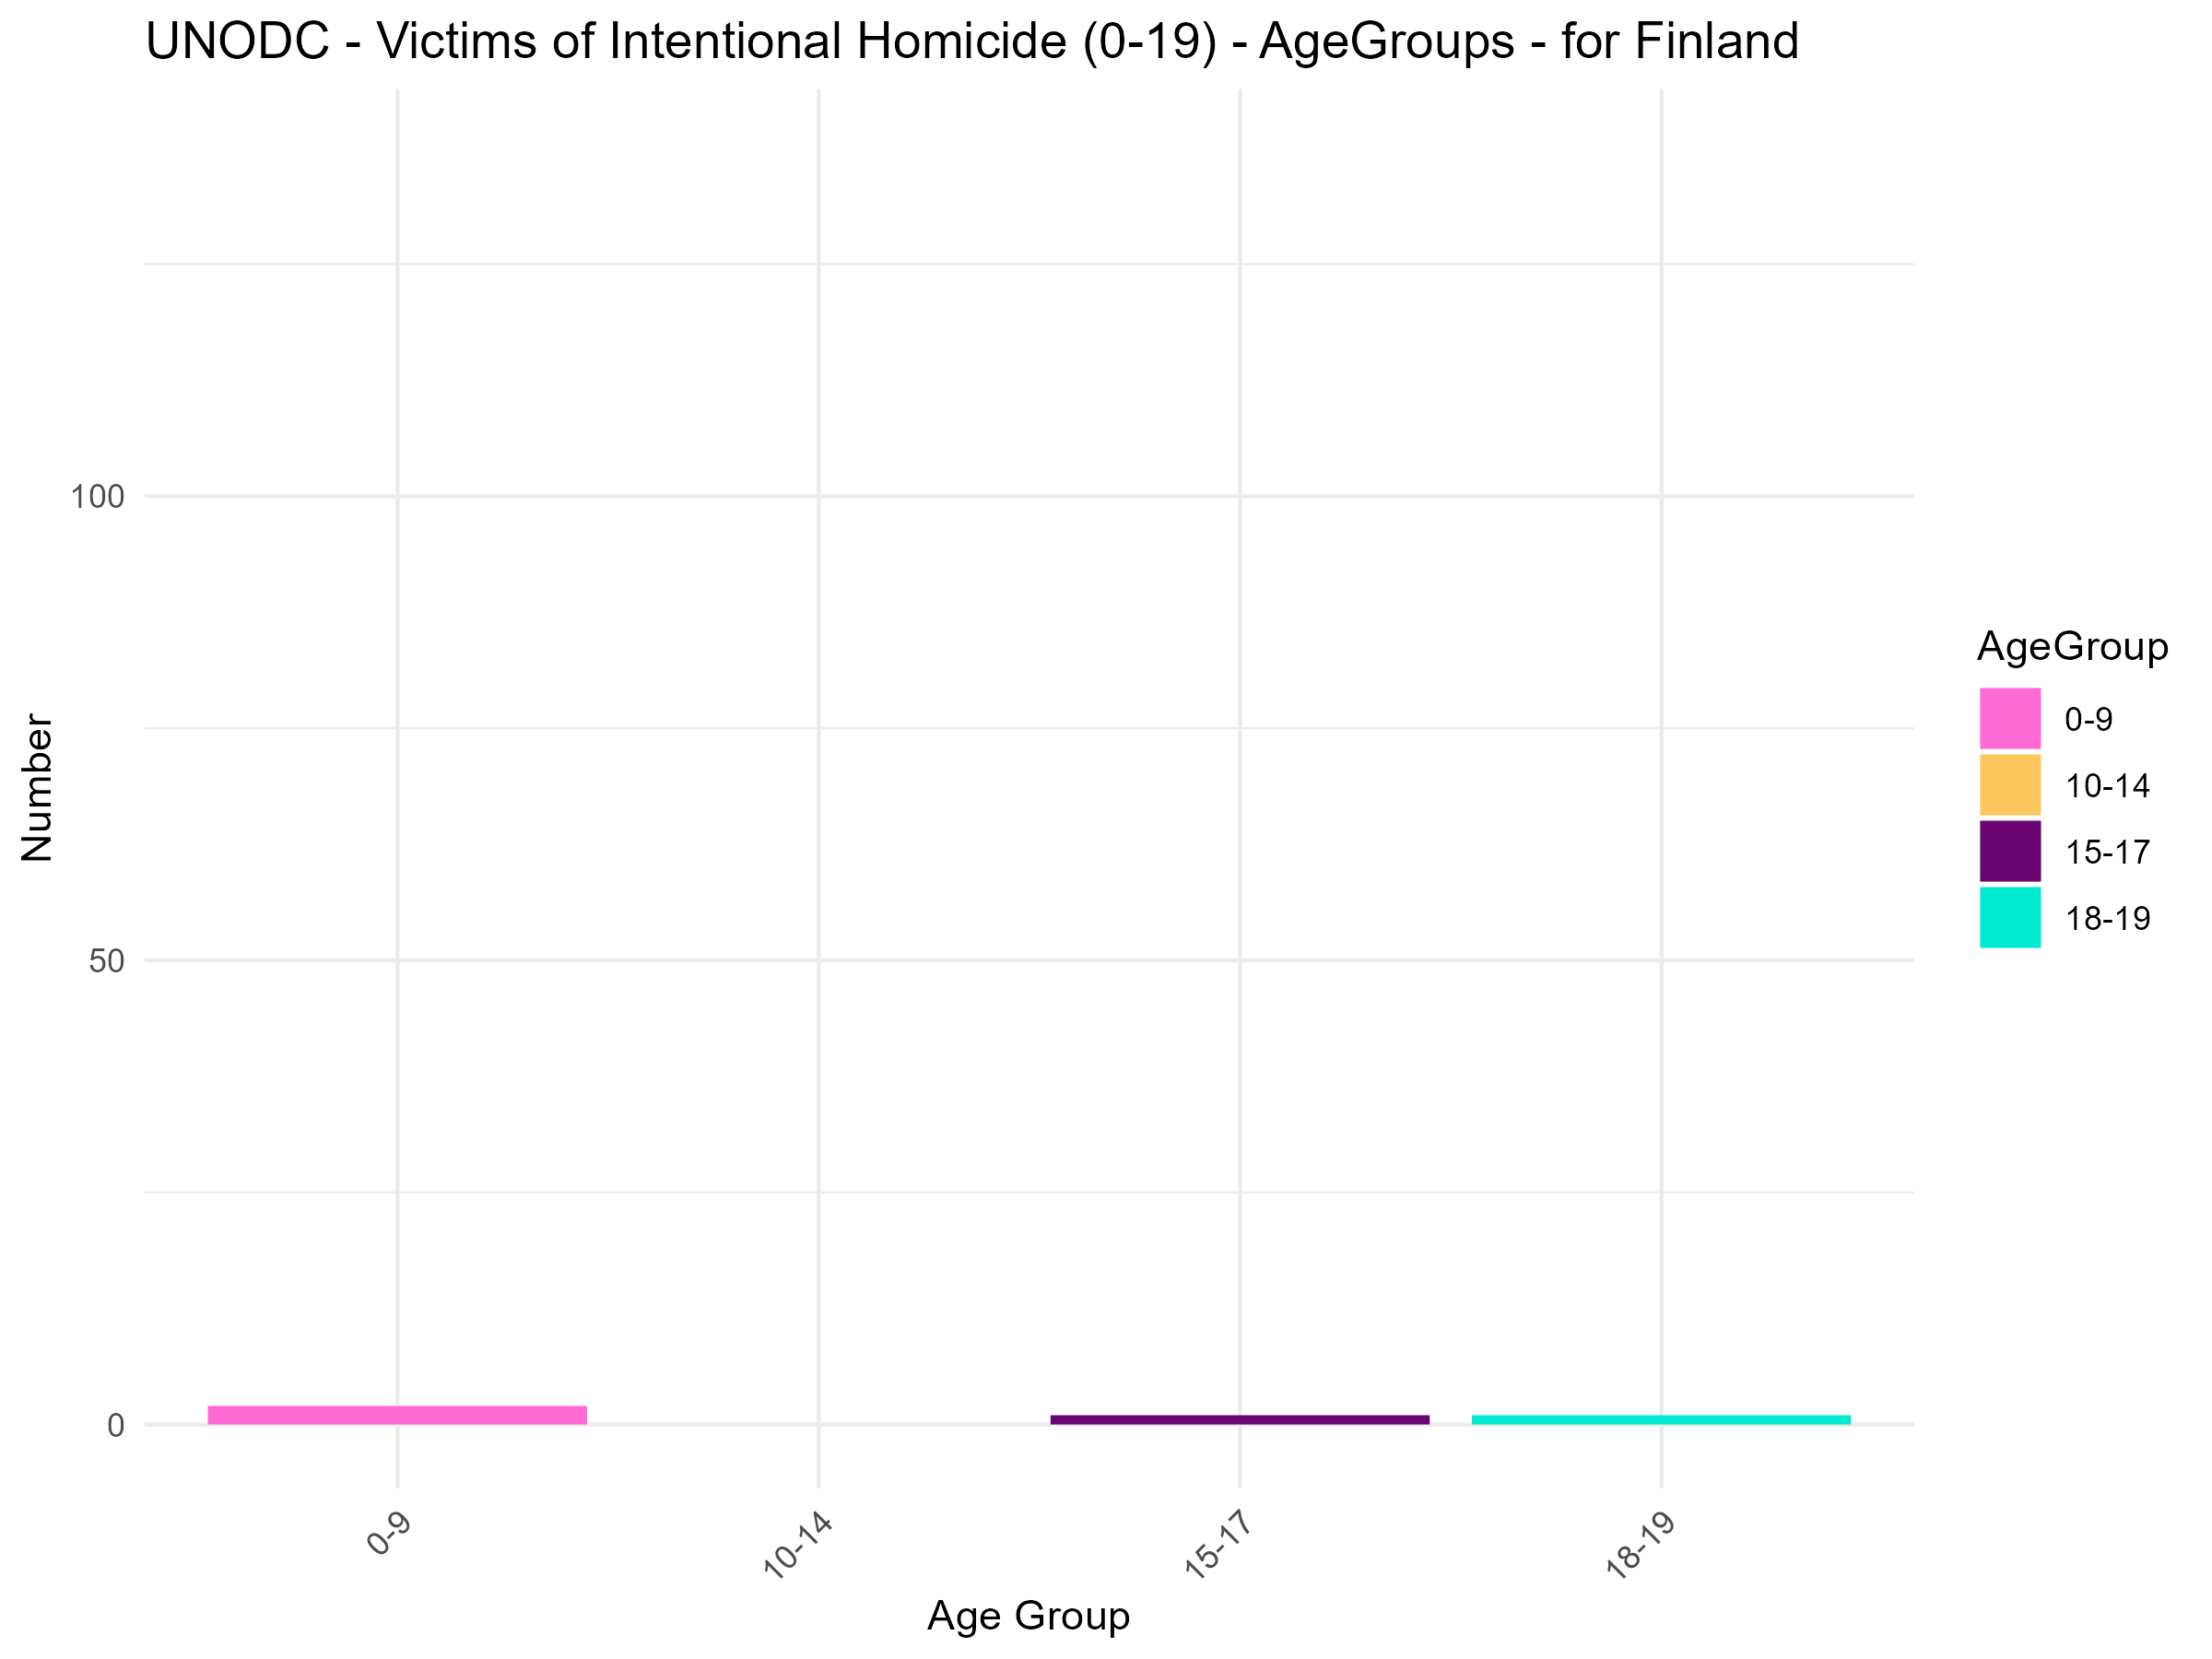 UNODC - Victims of Intentional Homicide (0-19) - AgeGroups - for Finland
Number
100
50
0
0-9
10-14
15-17
18-19
Age Group
AgeGroup
0-9
10-14
15-17
18-19